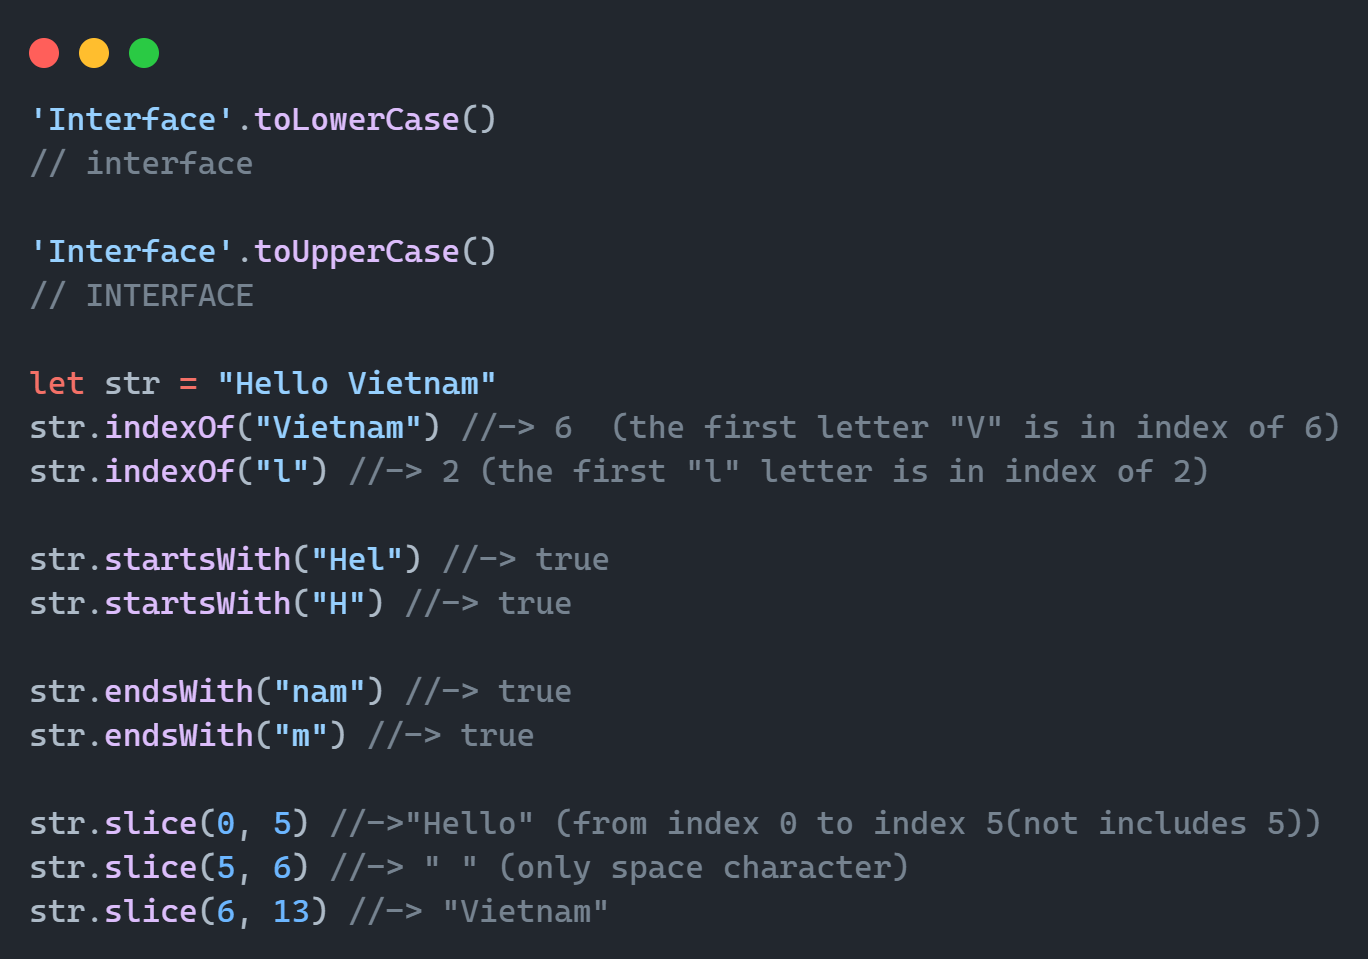 'Interface'.toLowerCase()
// interface
'Interface'.toUpperCase()
// INTERFACE
let str = "Hello Vietnam"
str.indexOf("Vietnam") //-> 6  (the first letter "V" is in index of 6)
str.indexOf("l") //-> 2 (the first "l" letter is in index of 2)
str.startsWith("Hel") //-> true
str.startsWith("H") //-> true
str.endsWith("nam") //-> true
str.endsWith("m") //-> true
str.slice(0, 5) //->"Hello" (from index 0 to index 5(not includes 5))
str.slice(5, 6) //-> " " (only space character)
str.slice(6, 13) //-> "Vietnam"